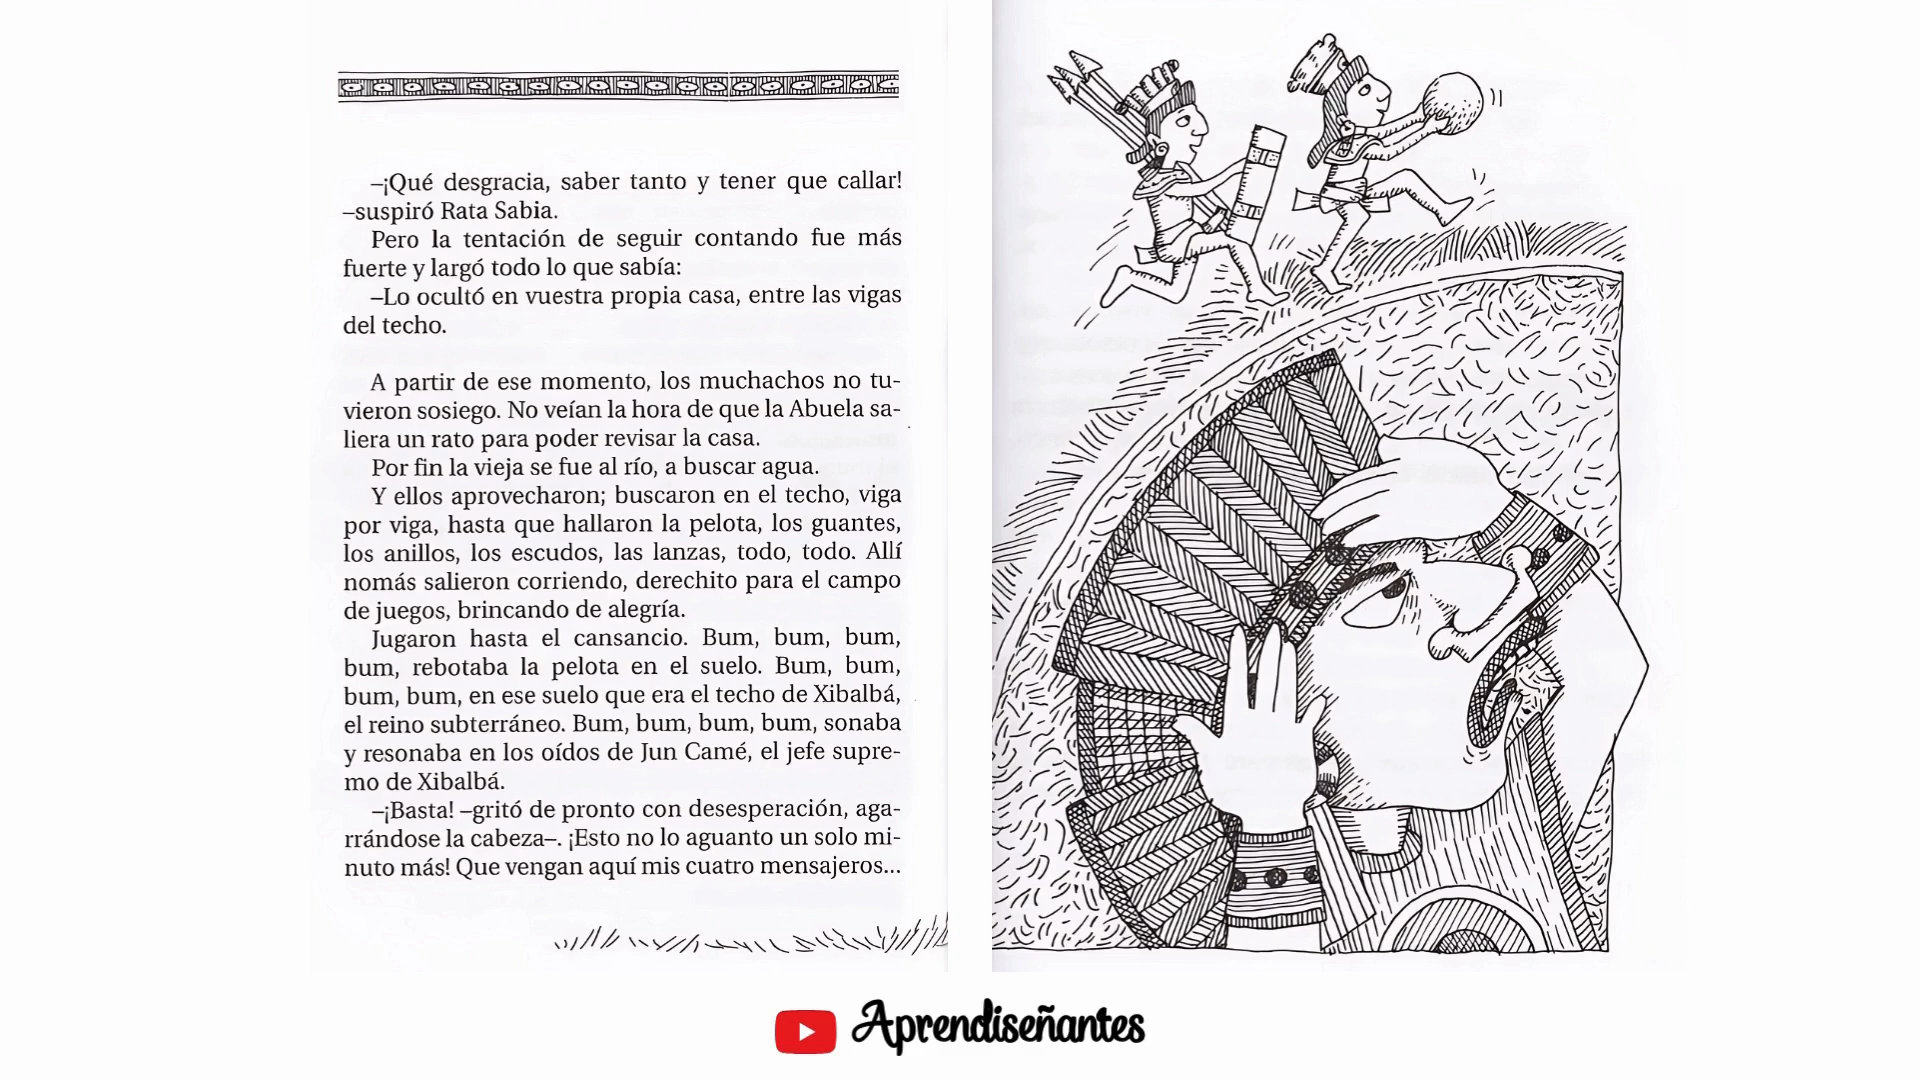 –¡Qué desgracia, saber tanto y tener que callar!
–suspiró Rata Sabia.
Pero la tentación de seguir contando fue más
fuerte y largó todo lo que sabía:
–Lo ocultó en vuestra propia casa, entre las vigas
del techo.
A partir de ese momento, los muchachos no tu-
vieron sosiego. No veían la hora de que la Abuela sa-
liera un rato para poder revisar la casa.
Por fin la vieja se fue al río, a buscar agua.
Y ellos aprovecharon; buscaron en el techo, viga
por viga, hasta que hallaron la pelota, los guantes,
los anillos, los escudos, las lanzas, todo, todo. Allí
nomás salieron corriendo, derechito para el campo
de juegos, brincando de alegría.
Jugaron hasta el cansancio. Bum, bum, bum,
bum, rebotaba la pelota en el suelo. Bum, bum,
bum, bum, en ese suelo que era el techo de Xibalbá,
el reino subterráneo. Bum, bum, bum, bum, sonaba
y resonaba en los oídos de Jun Camé, el jefe supre-
mo de Xibalbá.
–¡Basta! –gritó de pronto con desesperación, aga-
rrándose la cabeza–. ¡Esto no lo aguanto un solo mi-
nuto más! Que vengan aquí mis cuatro mensajeros...
Aprendiseñantes